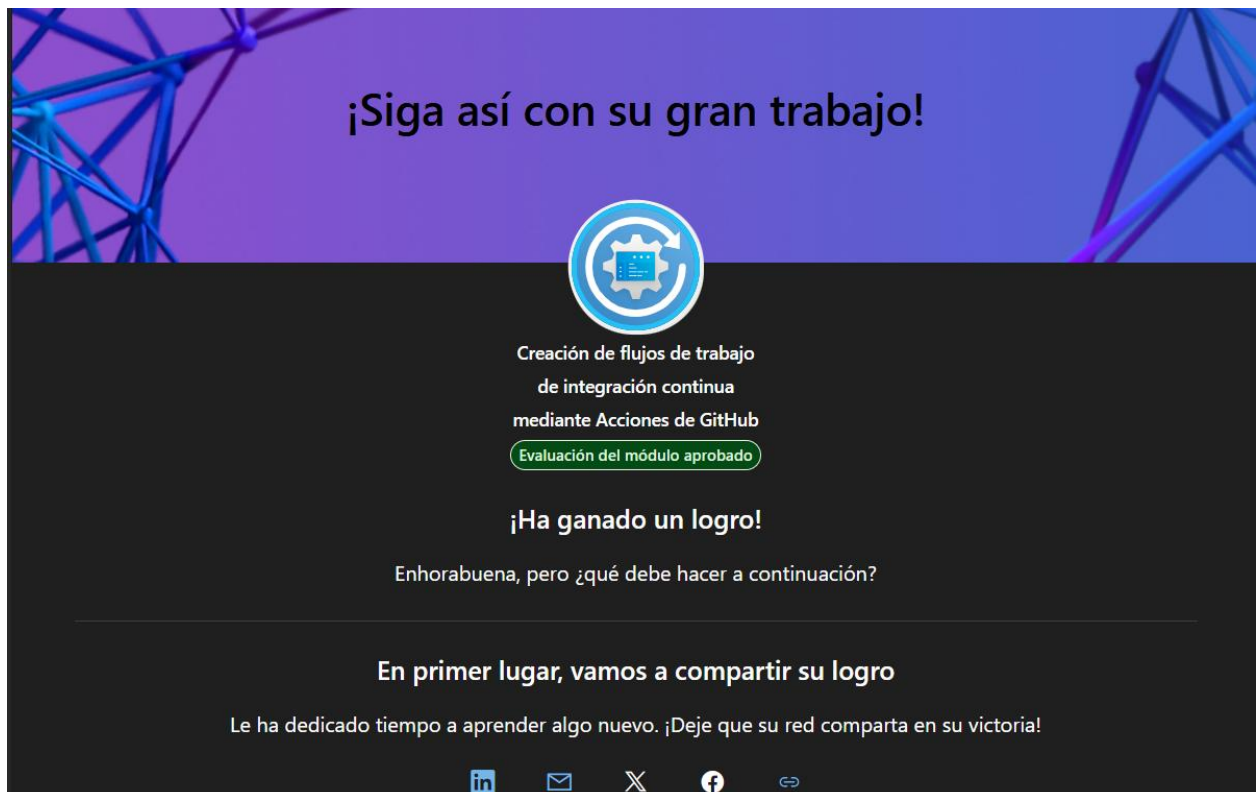 ¡Siga así con su gran trabajo!
Creación de flujos de trabajo
de integración continua
mediante Acciones de GitHub
Evaluación del módulo aprobado
¡Ha ganado un logro!
Enhorabuena, pero ¿qué debe hacer a continuación?
En primer lugar, vamos a compartir su logro
Le ha dedicado tiempo a aprender algo nuevo. ¡Deje que su red comparta en su victoria!